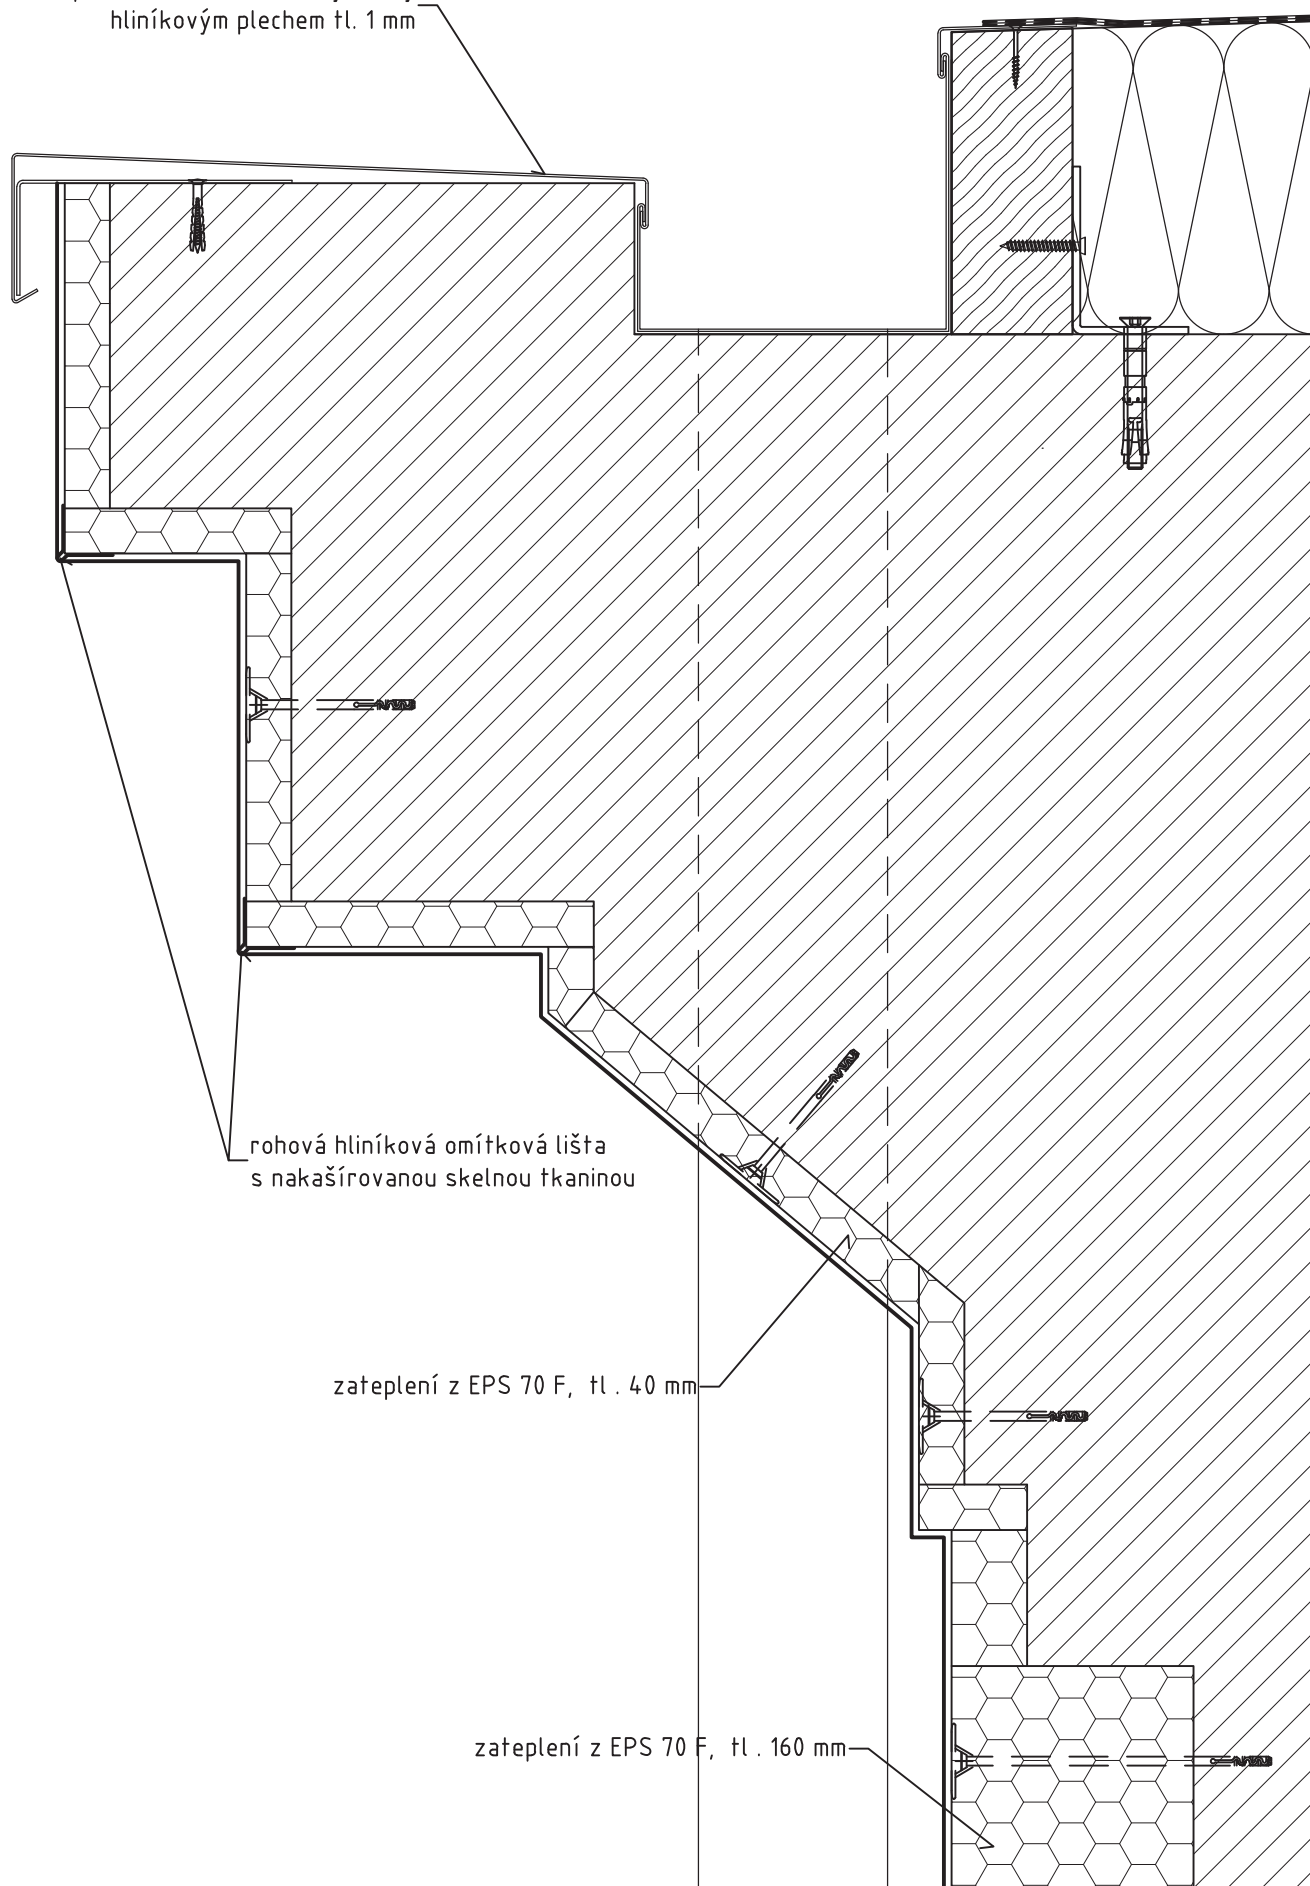 hliníkovým plechem tl. 1 mm
rohová hliníková omítková lišta
s nakašírovanou skelnou tkaninou
zateplení z EPS 70 F, tl . 40 mm
zateplení z EPS 70 F, tl . 160 mm